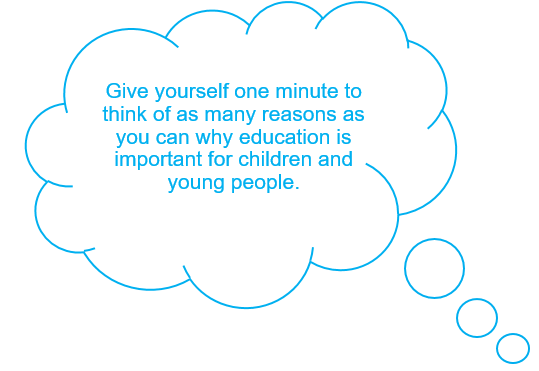 Give yourself one minute to
think of as many reasons as
you can why education is
important for children and
young people.